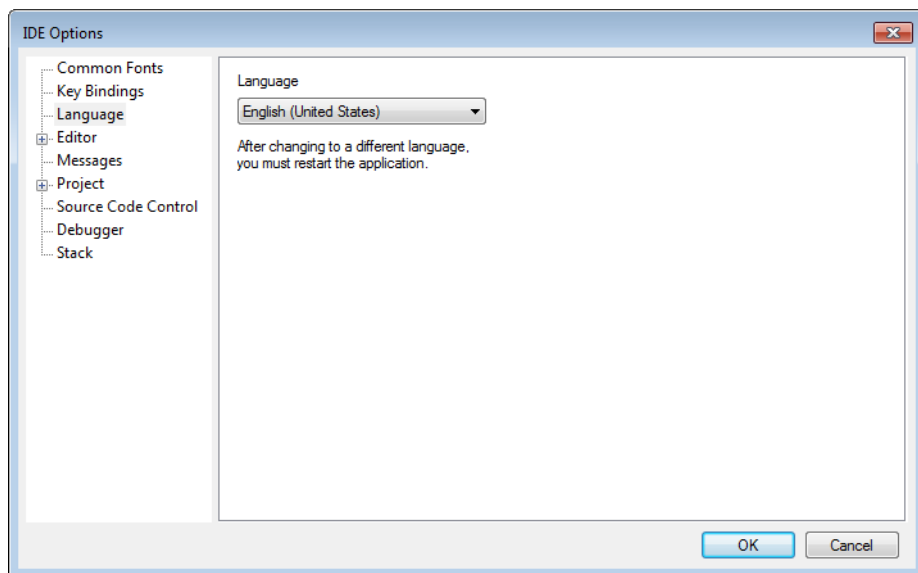 IDE Options
Common Fonts
Key Bindings
Language
Editor
Messages
Project
Source Code Control
Debugger
Stack
Language
English (United States)
After changing to a different language,
you must restart the application.
OK
Cancel